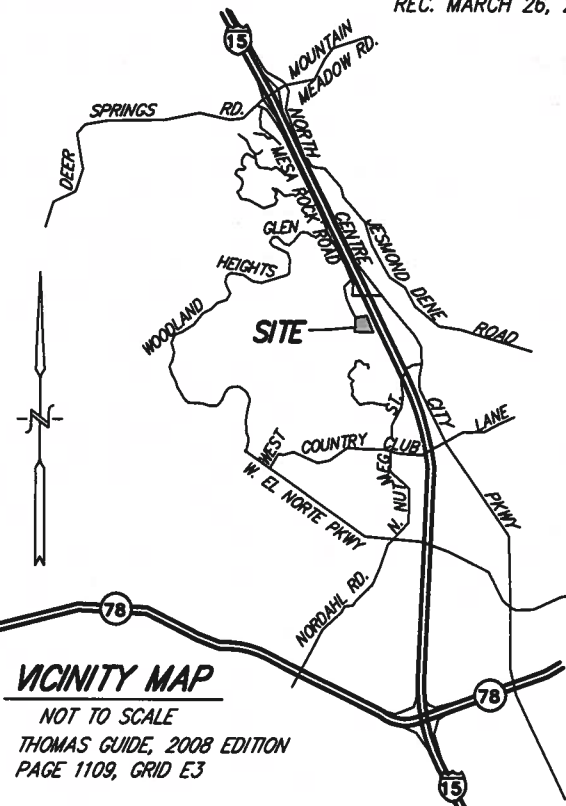 REC. MARCH 26, 2
15
MOUNTAIN
MEADOW RD.
SPRINGS RD.
DEER
NORTH
MESA ROCK ROAD
CENTRE
GLEN
JESMOND DENE
HEIGHTS
WOODLAND
SITE
ROAD
N
ST.
CITY
LANE
WEST COUNTRY CLUB
MEG
W. EL NORTE PKWY
N. NUT
PKWY
NORDAHL RD.
78
78
VICINITY MAP
NOT TO SCALE
THOMAS GUIDE, 2008 EDITION
PAGE 1109, GRID E3
15